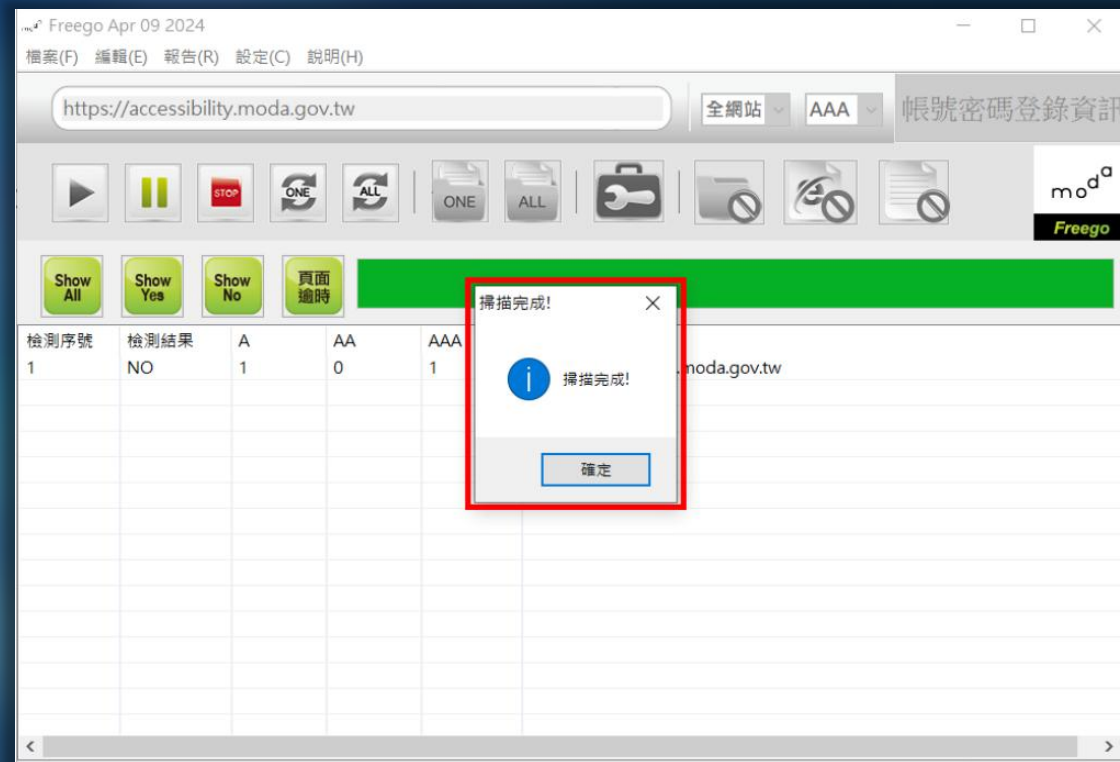 Freego Apr 09 2024
檔案(F) 編輯(E) 報告(R) 設定(C) 說明(H)
https://accessibility.moda.gov.tw 全網站 AAA 帳號密碼登錄資訊
STOP ONE ALL ONE ALL
moda
Freego
Show All Show Yes Show No 頁面逾時
掃描完成!
檢測序號 檢測結果 A AA AAA
1 NO 1 0 1 .moda.gov.tw
掃描完成!
確定